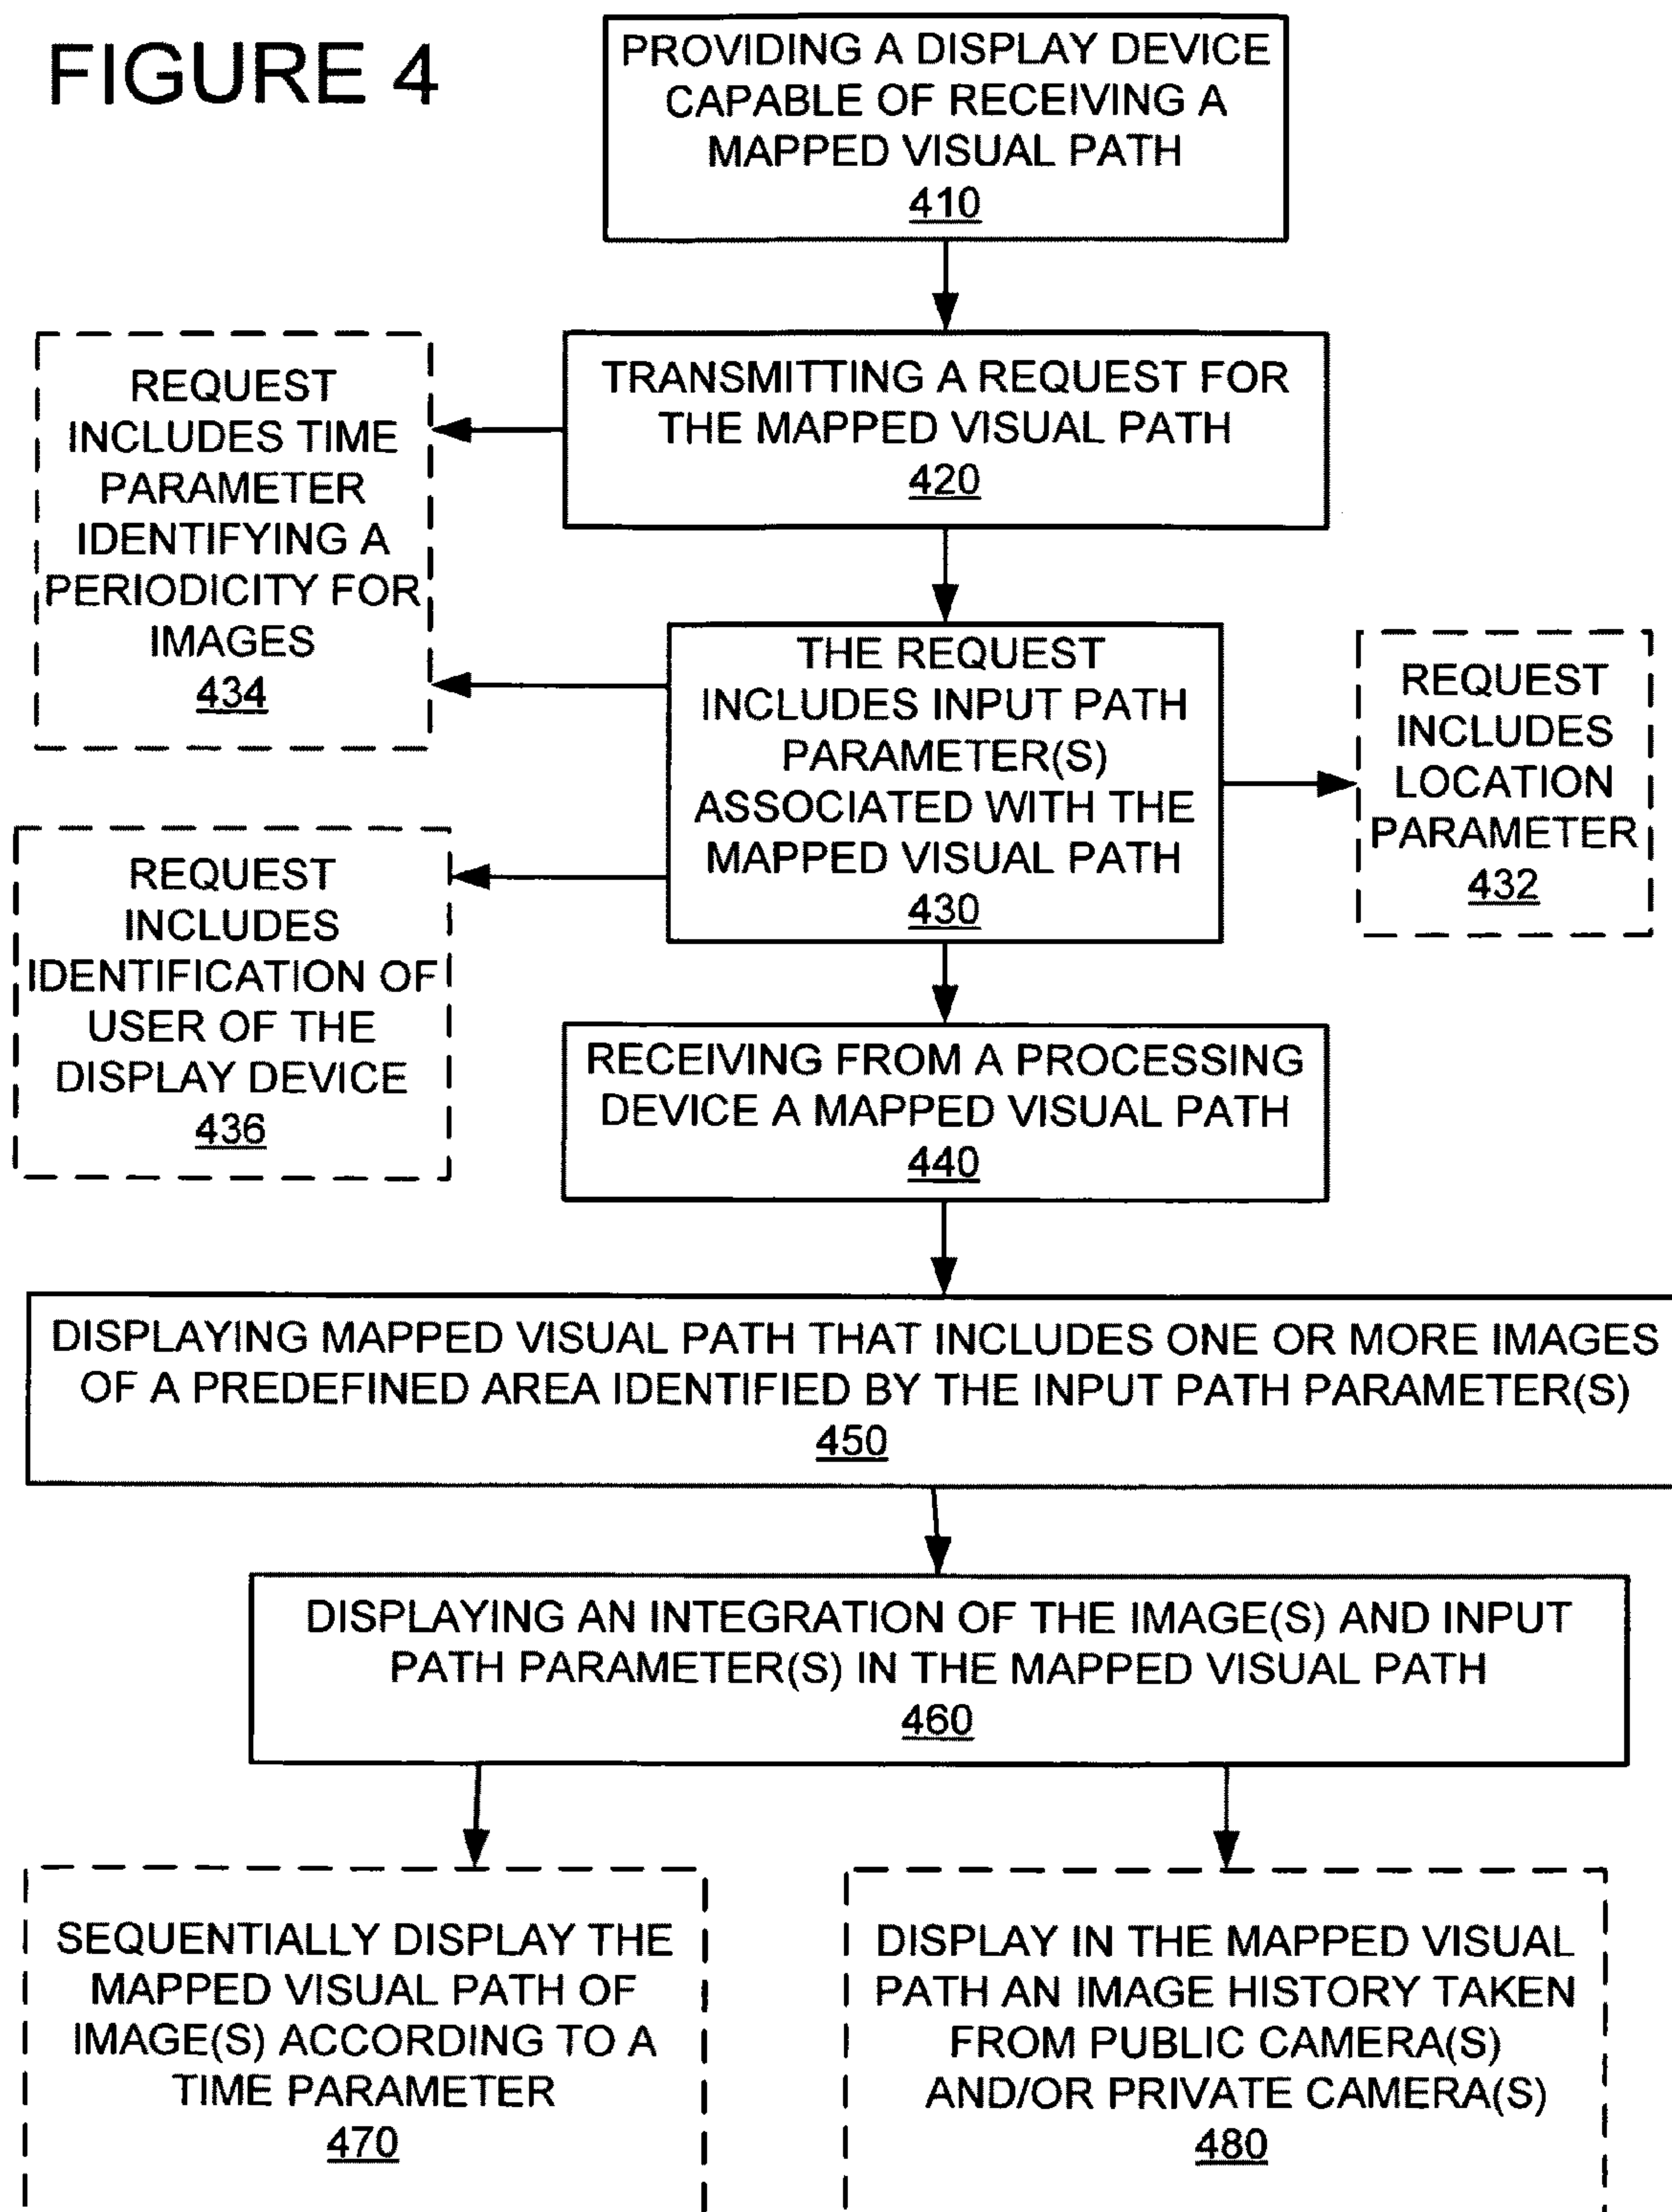 FIGURE 4
PROVIDING A DISPLAY DEVICE
CAPABLE OF RECEIVING A
MAPPED VISUAL PATH
410
TRANSMITTING A REQUEST FOR
THE MAPPED VISUAL PATH
420
REQUEST
INCLUDES TIME
PARAMETER
IDENTIFYING A
PERIODICITY FOR
IMAGES
434
THE REQUEST
INCLUDES INPUT PATH
PARAMETER(S)
ASSOCIATED WITH THE
MAPPED VISUAL PATH
430
REQUEST
INCLUDES
LOCATION
PARAMETER
432
REQUEST
INCLUDES
IDENTIFICATION OF
USER OF THE
DISPLAY DEVICE
436
RECEIVING FROM A PROCESSING
DEVICE A MAPPED VISUAL PATH
440
DISPLAYING MAPPED VISUAL PATH THAT INCLUDES ONE OR MORE IMAGES
OF A PREDEFINED AREA IDENTIFIED BY THE INPUT PATH PARAMETER(S)
450
DISPLAYING AN INTEGRATION OF THE IMAGE(S) AND INPUT
PATH PARAMETER(S) IN THE MAPPED VISUAL PATH
460
SEQUENTIALLY DISPLAY THE
MAPPED VISUAL PATH OF
IMAGE(S) ACCORDING TO A
TIME PARAMETER
470
DISPLAY IN THE MAPPED VISUAL
PATH AN IMAGE HISTORY TAKEN
FROM PUBLIC CAMERA(S)
AND/OR PRIVATE CAMERA(S)
480